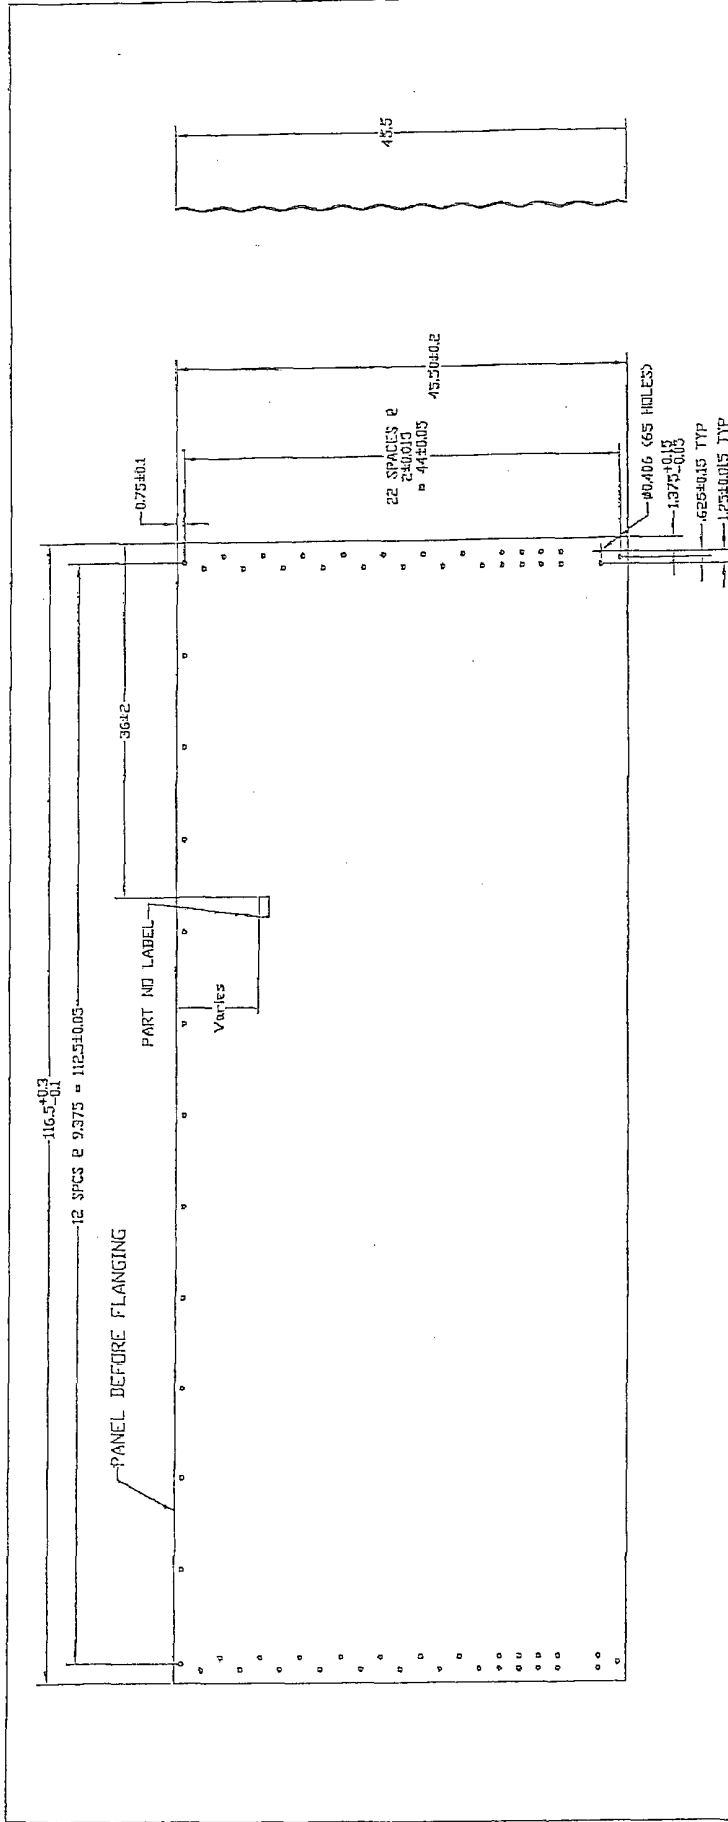 116.5+0.3
-0.1
12 SPCS @ 9.375 = 112.5±0.05
PANEL BEFORE FLANGING
36±2
PART NO LABEL
Varies
0.75±0.1
22 SPACES @
2±0.015
= 44±0.05
45.50±0.2
45.5
ø0.406 (65 HOLES)
1.375+0.15
-0.05
.625±0.15 TYP
1.25±0.015 TYP